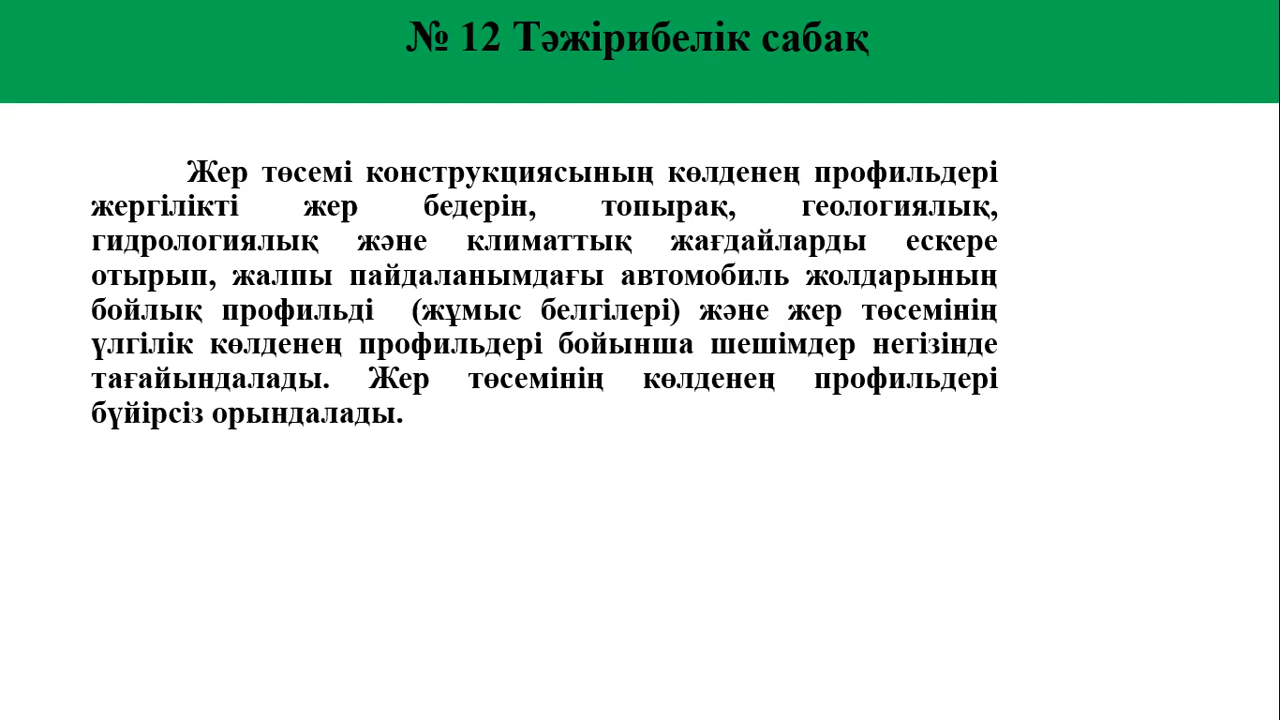 № 12 Тәжірибелік сабақ
Жер төсемі конструкциясының көлденең профильдері
жергілікті жер бедерін, топырақ, геологиялық,
гидрологиялық және климаттық жағдайларды ескере
отырып, жалпы пайдаланымдағы автомобиль жолдарының
бойлық профильді (жұмыс белгілері) және жер төсемінің
үлгілік көлденең профильдері бойынша шешімдер негізінде
тағайындалады. Жер төсемінің көлденең профильдері
бүйірсіз орындалады.